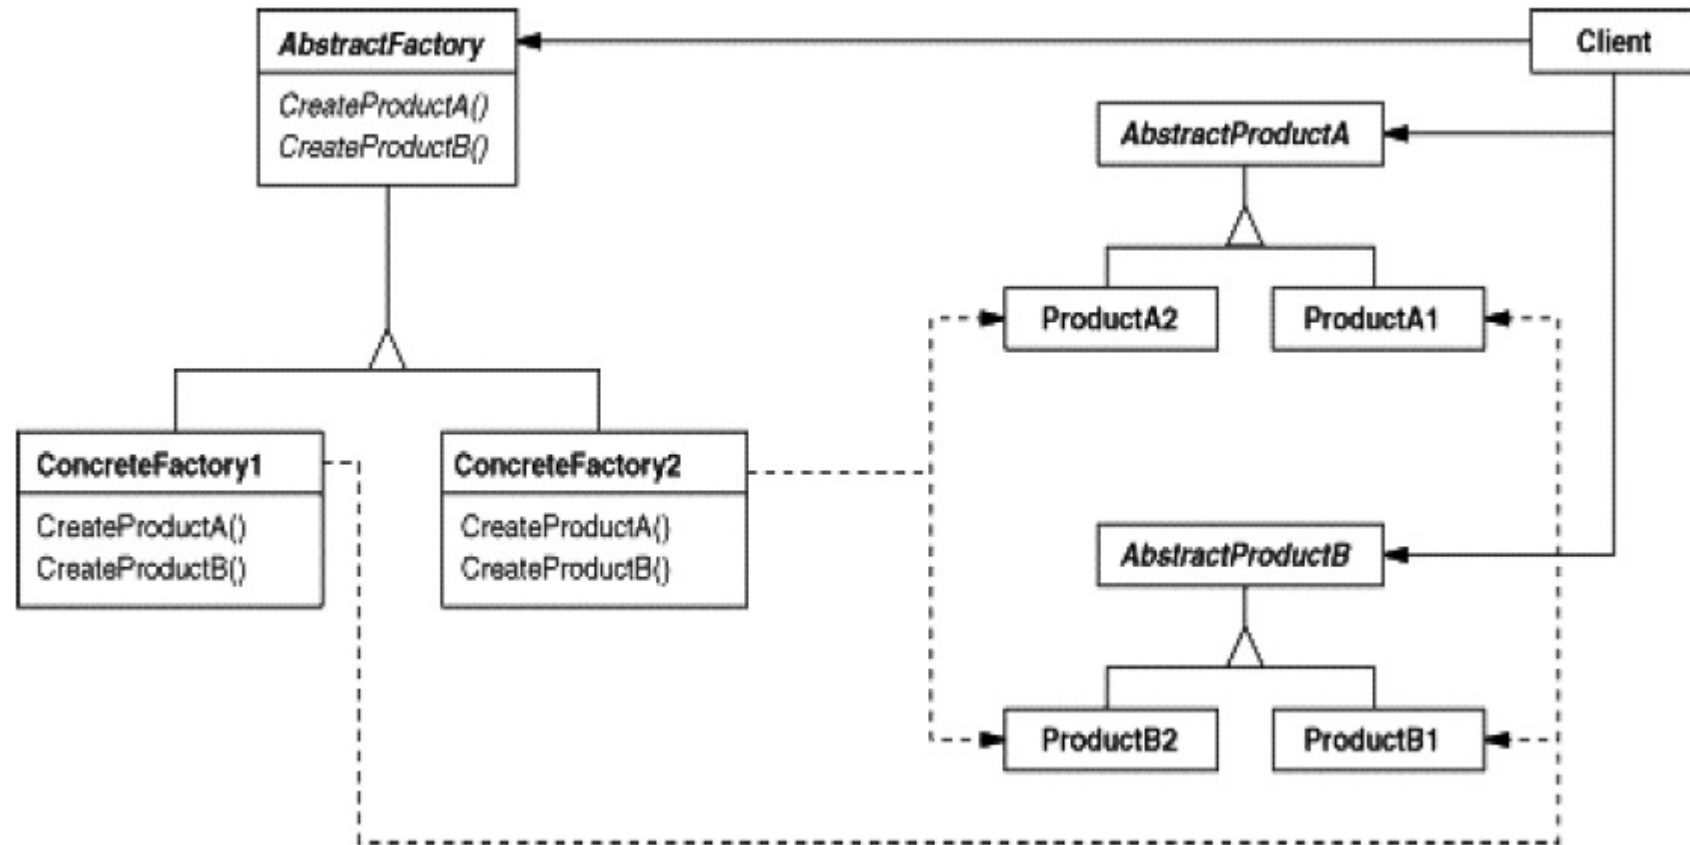 AbstractFactory
CreateProductA()
CreateProductB()
Client
AbstractProductA
ProductA2
ProductA1
ConcreteFactory1
CreateProductA()
CreateProductB()
ConcreteFactory2
CreateProductA()
CreateProductB()
AbstractProductB
ProductB2
ProductB1